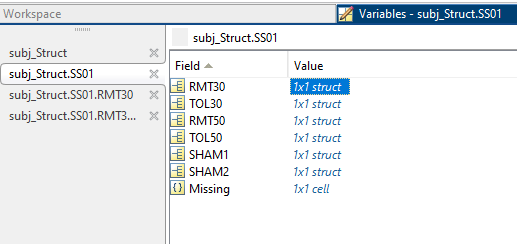 Workspace
Variables - subj_Struct.SS01
subj_Struct
subj_Struct.SS01
subj_Struct.SS01.RMT30
subj_Struct.SS01.RMT3...
subj_Struct.SS01
Field Value
RMT30 1x1 struct
TOL30 1x1 struct
RMT50 1x1 struct
TOL50 1x1 struct
SHAM1 1x1 struct
SHAM2 1x1 struct
Missing 1x1 cell